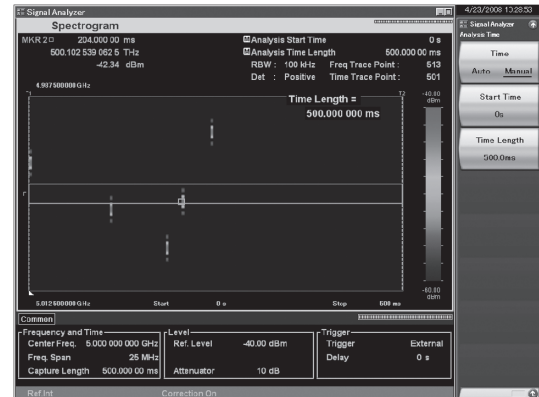 Signal Analyzer
4/23/2008 10:28:53
Spectrogram
MKR 2 204.000 00 ms
500.102 539 062 5 THz
-42.34 dBm
Analysis Start Time 0 s
Analysis Time Length 500.000 00 ms
RBW : 100 kHz Freq Trace Point : 513
Det : Positive Time Trace Point : 501
4.987500000GHz
Time Length =
500.000 000 ms
T2
-40.00
dBm
-60.00
dBm
5.012500000GHz Start 0 s Stop 500 ms
Common
Frequency and Time
Center Freq. 5.000 000 000 GHz
Freq. Span 25 MHz
Capture Length 500.000 00 ms
Level
Ref. Level -40.00 dBm
Attenuator 10 dB
Trigger
Trigger External
Delay 0 s
Ref.Int Correction On
Signal Analyzer
Analysis Time
Time
Auto Manual
Start Time
0s
Time Length
500.0ms